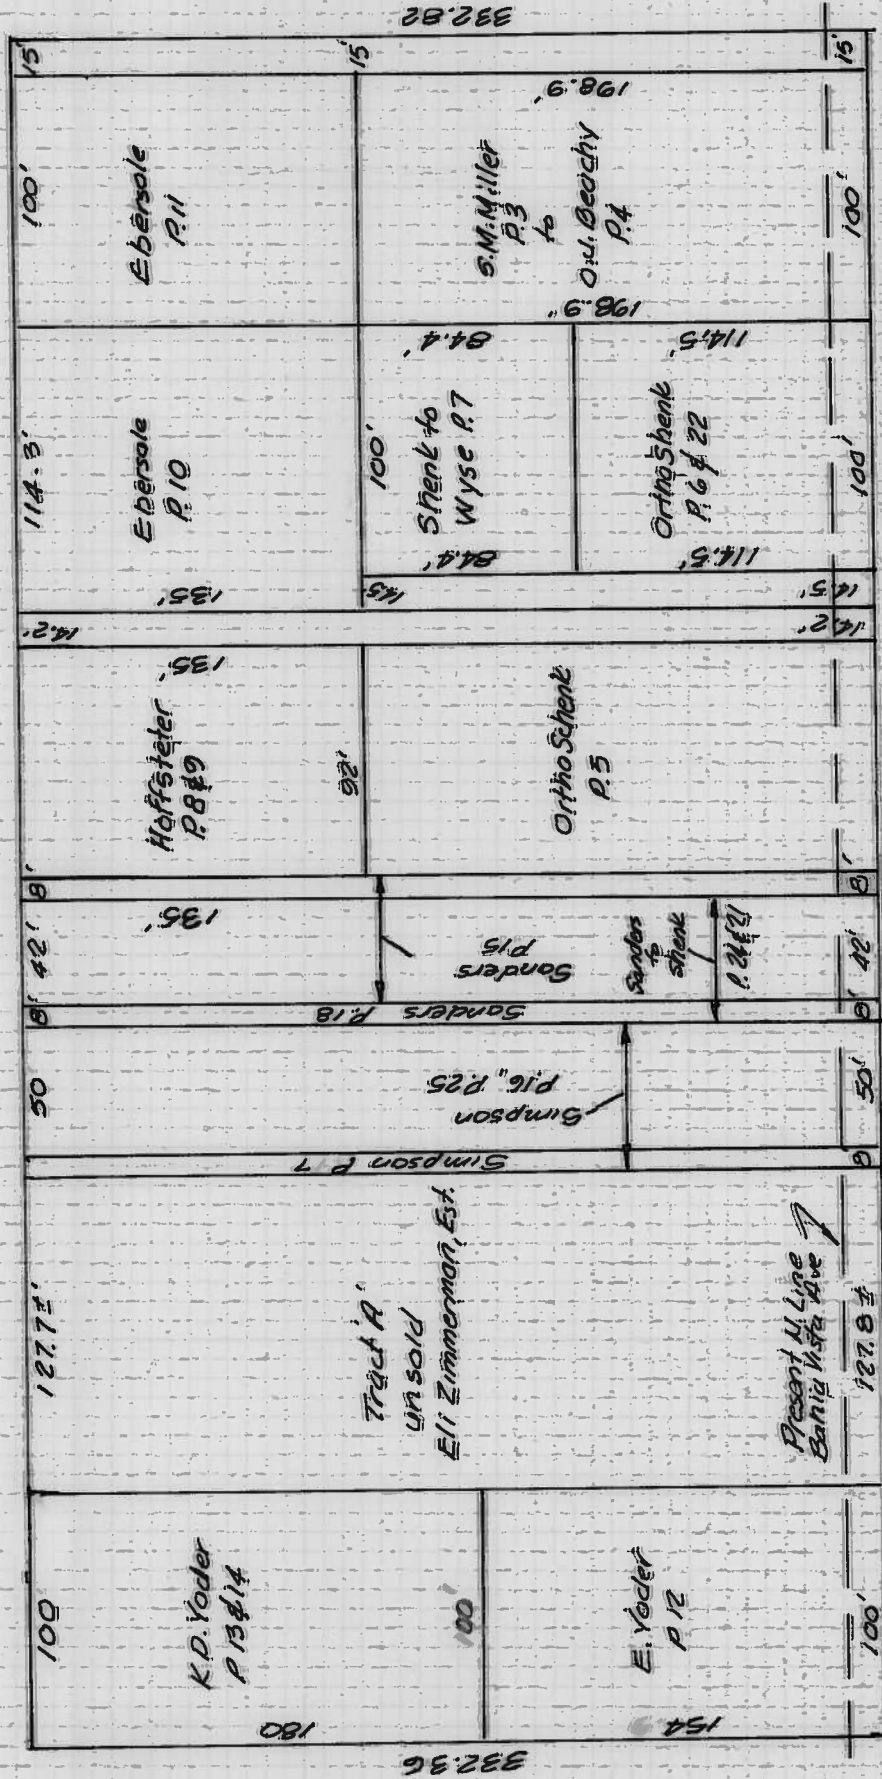 332.82
15'
15'
15'
100'
Ebersole
P.11
198.9'
S.M. Miller
P.3
to
O.J. Beachy
P.4
198.9'
100'
114.3'
Ebersole
P.10
135'
100'
84.4'
Shenk to
Wyse P.7
84.4'
114.5'
Ortho Shenk
P.6 & 22
114.5'
100'
14.5'
14.5'
14.2'
14.2'
135'
Hoffsteter
P.8 & 9
92'
Ortho Schenk
P.5
8'
8'
42'
135'
Sanders
P.15
Sanders
to
Shenk
42'
8'
Sanders P.18
8'
50
Simpson
P.16, P.25
50'
Simpson P 7
8
127.7±'
Tract 'A'
unsold
Eli Zimmerman, Est.
Present N. Line
Bahia Vista Ave
127.8±
100
K.D. Yoder
P 13 & 14
180
100'
E. Yoder
P 12
154
100'
332.36